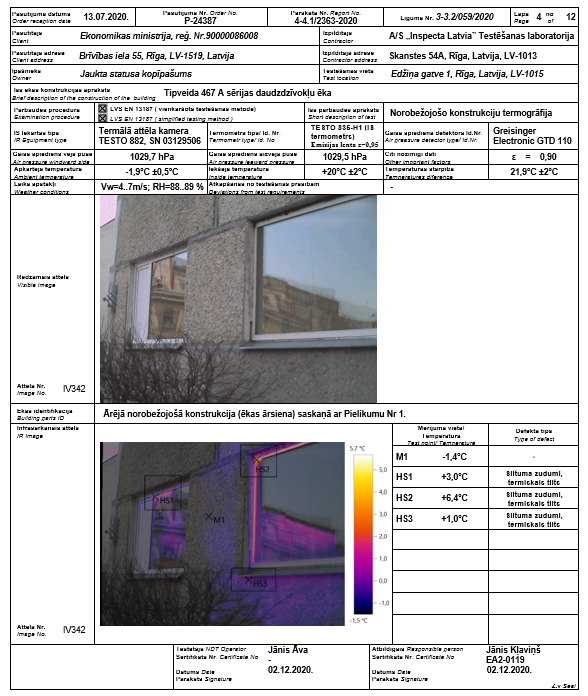 Pasūtījuma datums 13.07.2020. Pasūtījuma Nr. Order No. Paraksta Nr. Report No. Līguma Nr. 3-3.2/059/2020 Lapa 4 no 12
Order reception date P-24387 4-4.1/2363-2020 Page of
Pasūtītājs Ekonomikas ministrija, reģ. Nr.90000086008 Izpildītājs A/S „Inspecta Latvia” Testēšanas laboratorija
Client Contractor
Pasūtītāja adrese Brīvības iela 55, Rīga, LV-1519, Latvija Izpildītāja adrese Skanstes 54A, Rīga, LV-1013
Client address Contractor address
Īpašnieks Jaukta statusa kopīpašums Testēšanas vieta Edžiņa gatve 1, Rīga, Latvija, LV-1015
Owner Test location
Īss ēkas konstrukcijas apraksts Tipveida 467 A sērijas daudzdzīvokļu ēka
Brief description of the construction of the building
Pārbaudes procedūra LVS EN 13187 ( vienkāršota testēšanas metode) Īss pārbaudes apraksts Norobežojošo konstrukciju termogrāfija
Examination procedure LVS EN 13187 ( simplified testing method ) Short description of test
IS iekārtas tips Termālā attēla kamera Termometra tips/ Id. Nr. TESTO 835-H1 (IS termometrs) Gaisa spiediena detektora Id.Nr. Greisinger
IR Equipment type TESTO 882, SN 03129506 Termometr type/ Id. No Emisijas lenta ε=0,95 Air pressure detector type/ Id.Nr. Electronic GTD 110
Gaisa spiediens vēja pusē 1029,7 hPa Gaisa spiediens aizvēja pusē 1029,5 hPa Citi nozīmīgi dati ε = 0,90
Air pressure windward side Air pressure leeward pressure Other important factors
Apkārtējā temperatūra -1,9°C ±0,5°C Iekšējā temperatūra +20°C ±2°C Temperatūras starpība 21,9°C ±2°C
Ambient temperature Inside temperature Temperatures diference
Laika apstākļi Vw=4..7m/s; RH=88..89 % Atkāpšanās no testēšanas prasībām -
Weather conditions Deviations from test requirements
Redzamais attēls
Visible image
Attēla Nr. IV342
Image No.
Ēkas identifikācija Ārējā norobežojošā konstrukcija (ēkas ārsiena) saskaņā ar Pielikumu Nr 1.
Building parts ID
Infrasarkanais attēls
IR image
5,7 °C
5,0
4,0
3,0
2,0
1,0
0,0
-1,0
-1,5 °C
HS2
HS1
M1
HS3
Mērījuma vieta/ Temperatūra Defekta tips
Test point/ Temperature Type of defect
M1 -1,4°C -
HS1 +3,0°C Siltuma zudumi, termiskais tilts
HS2 +6,4°C Siltuma zudumi, termiskais tilts
HS3 +1,0°C Siltuma zudumi, termiskais tilts
Attēla Nr. IV342
Image No.
Testētājs NDT Operator Jānis Āva Atbildīgais Responsible person Jānis Kļaviņš
Sertifikāta Nr. Certificate No - Sertifikāta Nr. Certificate No EA2-0119
Datums Date 02.12.2020. Datums Date 02.12.2020.
Paraksts Signature Paraksts Signature
Z.v. Seal